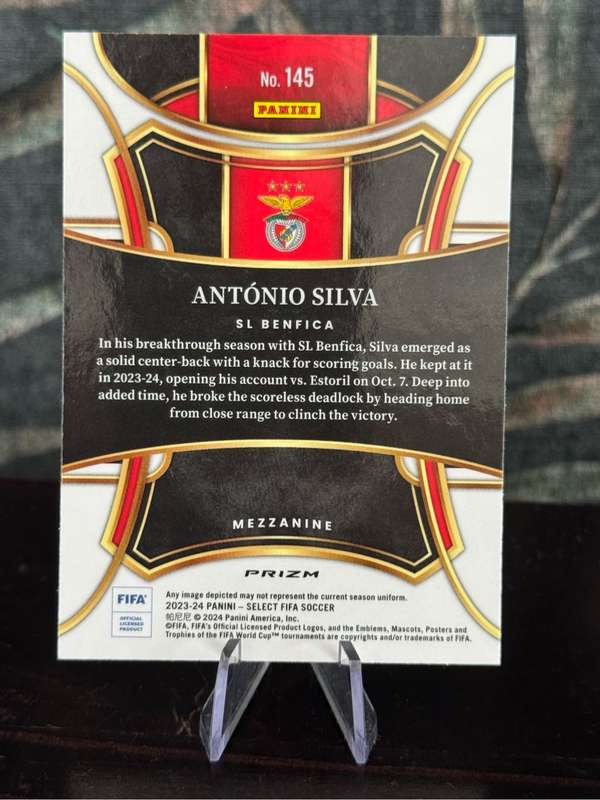 No. 145
PANINI
ANTÓNIO SILVA
SL BENFICA
In his breakthrough season with SL Benfica, Silva emerged as
a solid center-back with a knack for scoring goals. He kept at it
in 2023-24, opening his account vs. Estoril on Oct. 7. Deep into
added time, he broke the scoreless deadlock by heading home
from close range to clinch the victory.
MEZZANINE
PRIZM
FIFA®
OFFICIAL
LICENSED
PRODUCT
Any image depicted may not represent the current season uniform.
2023-24 PANINI – SELECT FIFA SOCCER
帕尼尼 © 2024 Panini America, Inc.
©FIFA, FIFA's Official Licensed Product Logos, and the Emblems, Mascots, Posters and
Trophies of the FIFA World Cup™ tournaments are copyrights and/or trademarks of FIFA.